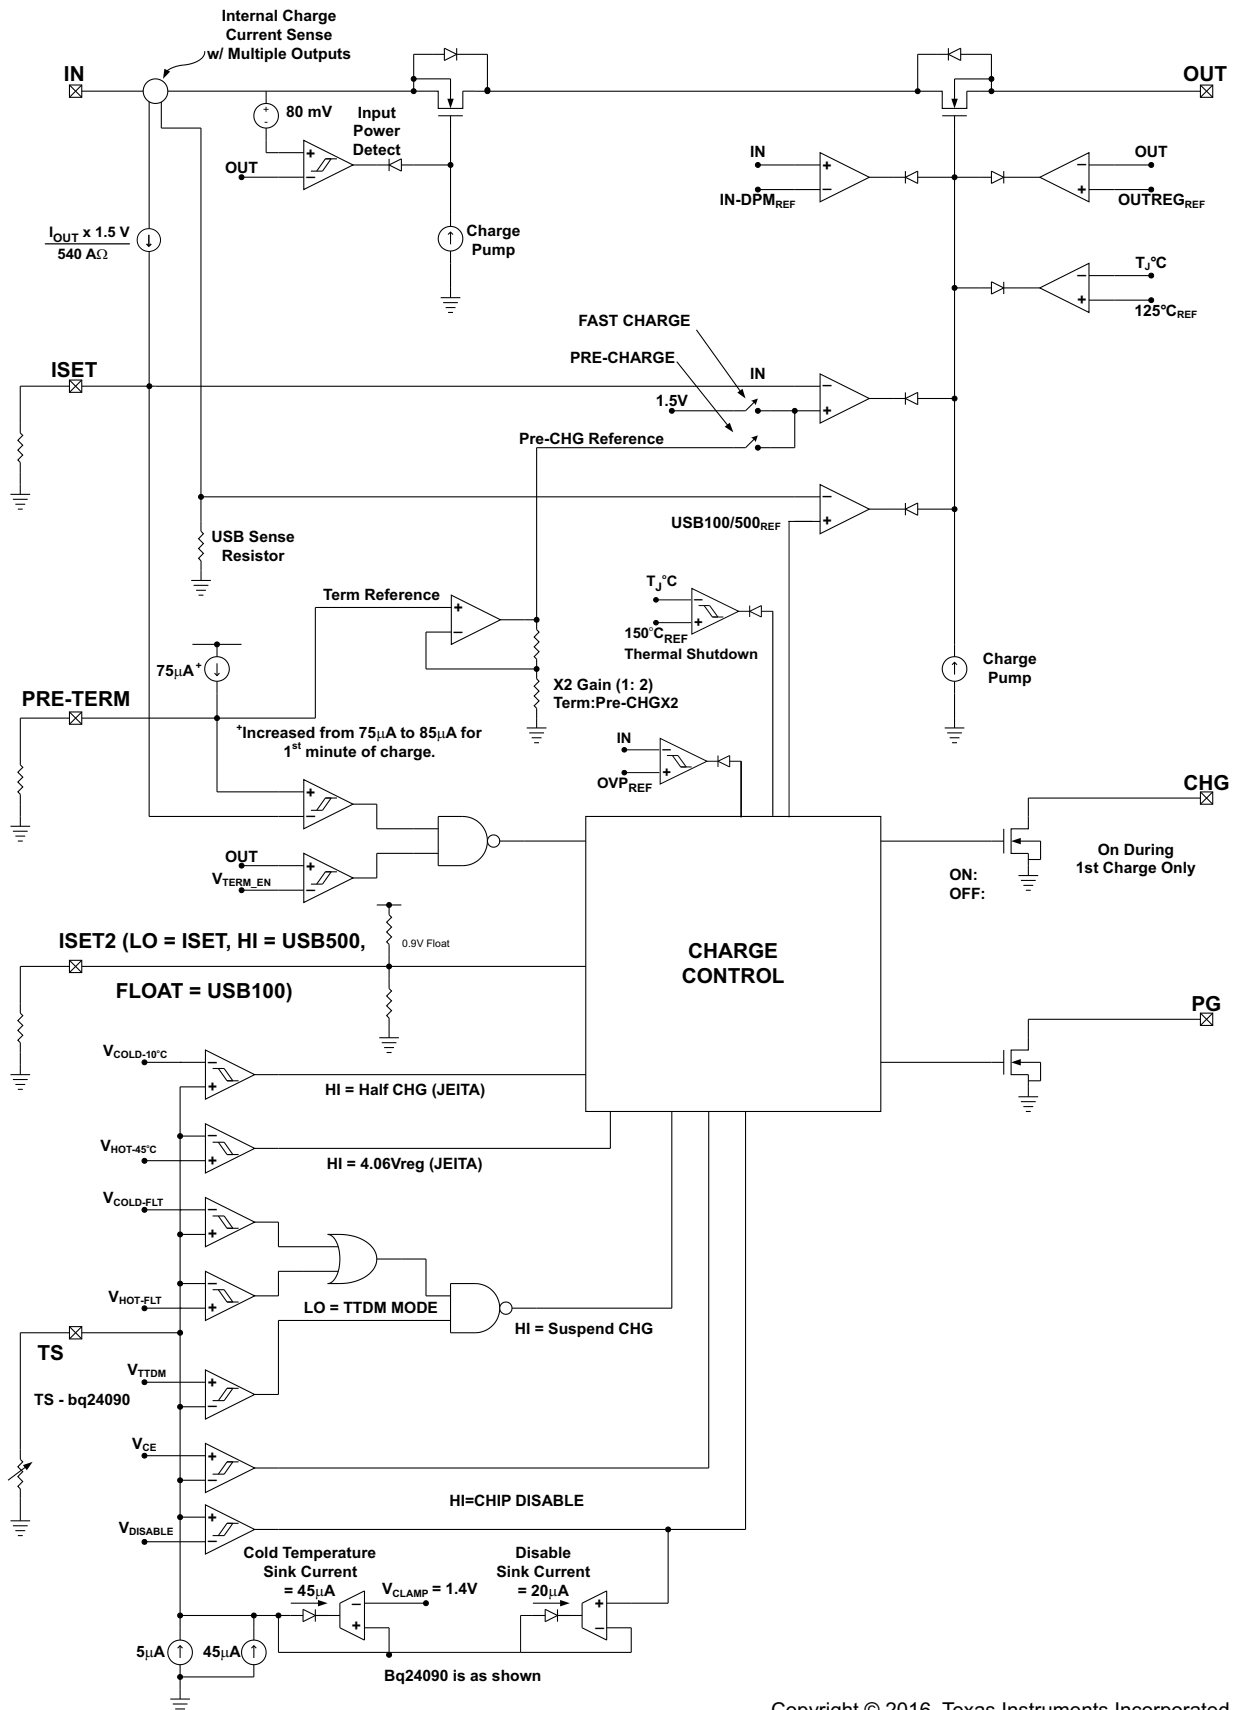 Internal Charge
Current Sense
w/ Multiple Outputs
IN
OUT
+
-
80 mV
Input
Power
Detect
OUT
+
−
IN
IN-DPMREF
+
−
OUT
OUTREGREF
−
+
IOUT x 1.5 V
540 AΩ
Charge
Pump
TJ°C
125°CREF
−
+
FAST CHARGE
PRE-CHARGE
ISET
IN
1.5V
−
+
Pre-CHG Reference
USB100/500REF
−
+
USB Sense
Resistor
Term Reference
+
−
TJ°C
150°CREF
−
+
Thermal Shutdown
75µA+
Charge
Pump
PRE-TERM
X2 Gain (1: 2)
Term:Pre-CHGX2
+Increased from 75µA to 85µA for
1st minute of charge.
IN
OVPREF
−
+
+
−
CHG
OUT
VTERM_EN
+
−
On During
1st Charge Only
ON:
OFF:
ISET2 (LO = ISET, HI = USB500,
0.9V Float
FLOAT = USB100)
CHARGE
CONTROL
PG
VCOLD-10°C
−
+
HI = Half CHG (JEITA)
VHOT-45°C
−
+
HI = 4.06Vreg (JEITA)
VCOLD-FLT
−
+
VHOT-FLT
−
+
LO = TTDM MODE
HI = Suspend CHG
TS
VTTDM
+
−
TS - bq24090
VCE
+
−
HI=CHIP DISABLE
VDISABLE
+
−
Cold Temperature
Sink Current
= 45µA
VCLAMP = 1.4V
−
+
Disable
Sink Current
= 20µA
+
−
5µA
45µA
Bq24090 is as shown
Copyright © 2016, Texas Instruments Incorporated